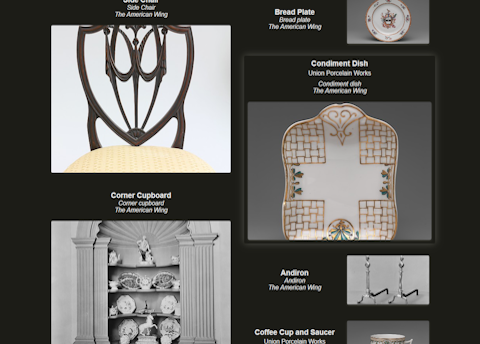 Side Chair
Side Chair
The American Wing
Corner Cupboard
Corner cupboard
The American Wing
Bread Plate
Bread plate
The American Wing
Condiment Dish
Union Porcelain Works
Condiment dish
The American Wing
Andiron
Andiron
The American Wing
Coffee Cup and Saucer
Union Porcelain Works